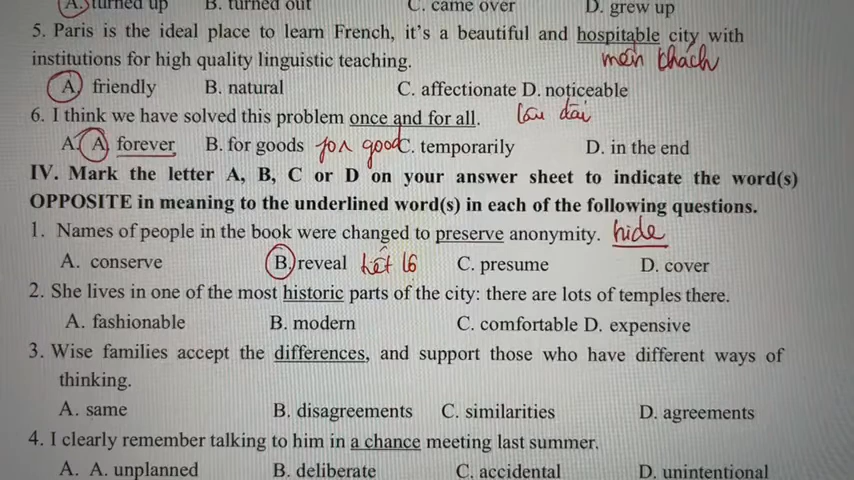 A. turned up B. turned out C. came over D. grew up
5. Paris is the ideal place to learn French, it's a beautiful and hospitable city with
institutions for high quality linguistic teaching. mến khách
A friendly B. natural C. affectionate D. noticeable
6. I think we have solved this problem once and for all. lâu dài
A. A forever B. for goods for good C. temporarily D. in the end
IV. Mark the letter A, B, C or D on your answer sheet to indicate the word(s)
OPPOSITE in meaning to the underlined word(s) in each of the following questions.
1. Names of people in the book were changed to preserve anonymity. hide
A. conserve B. reveal tiết lộ C. presume D. cover
2. She lives in one of the most historic parts of the city: there are lots of temples there.
A. fashionable B. modern C. comfortable D. expensive
3. Wise families accept the differences, and support those who have different ways of
thinking.
A. same B. disagreements C. similarities D. agreements
4. I clearly remember talking to him in a chance meeting last summer.
A. A. unplanned B. deliberate C. accidental D. unintentional